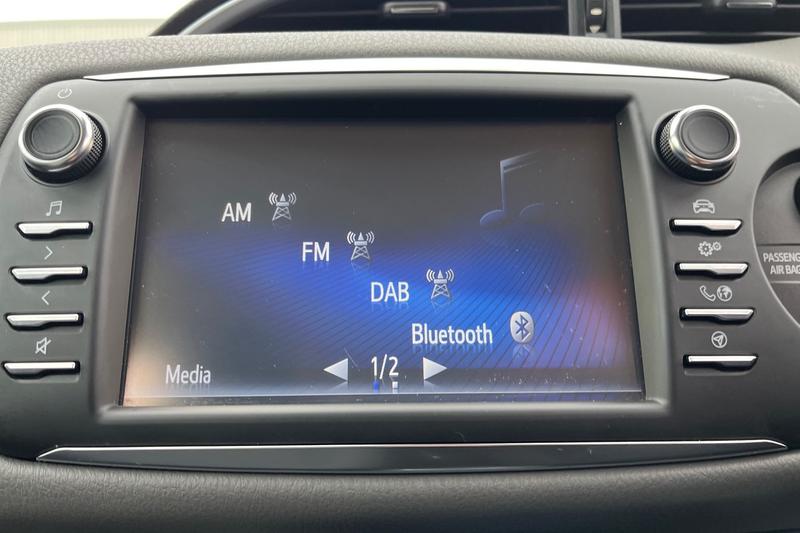 AM
FM
DAB
Bluetooth
Media
1/2
PASSENG
AIR BAG